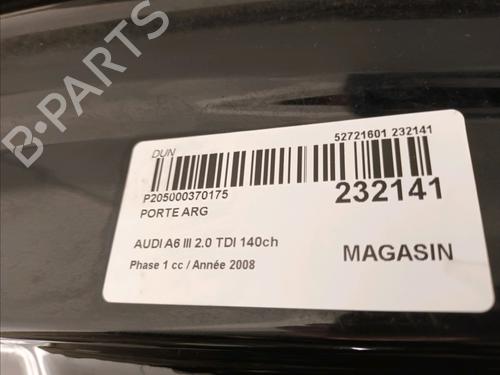 DUN
52721601 232141
P205000370175
232141
PORTE ARG
AUDI A6 III 2.0 TDI 140ch
MAGASIN
Phase 1 cc / Année 2008
B-PARTS